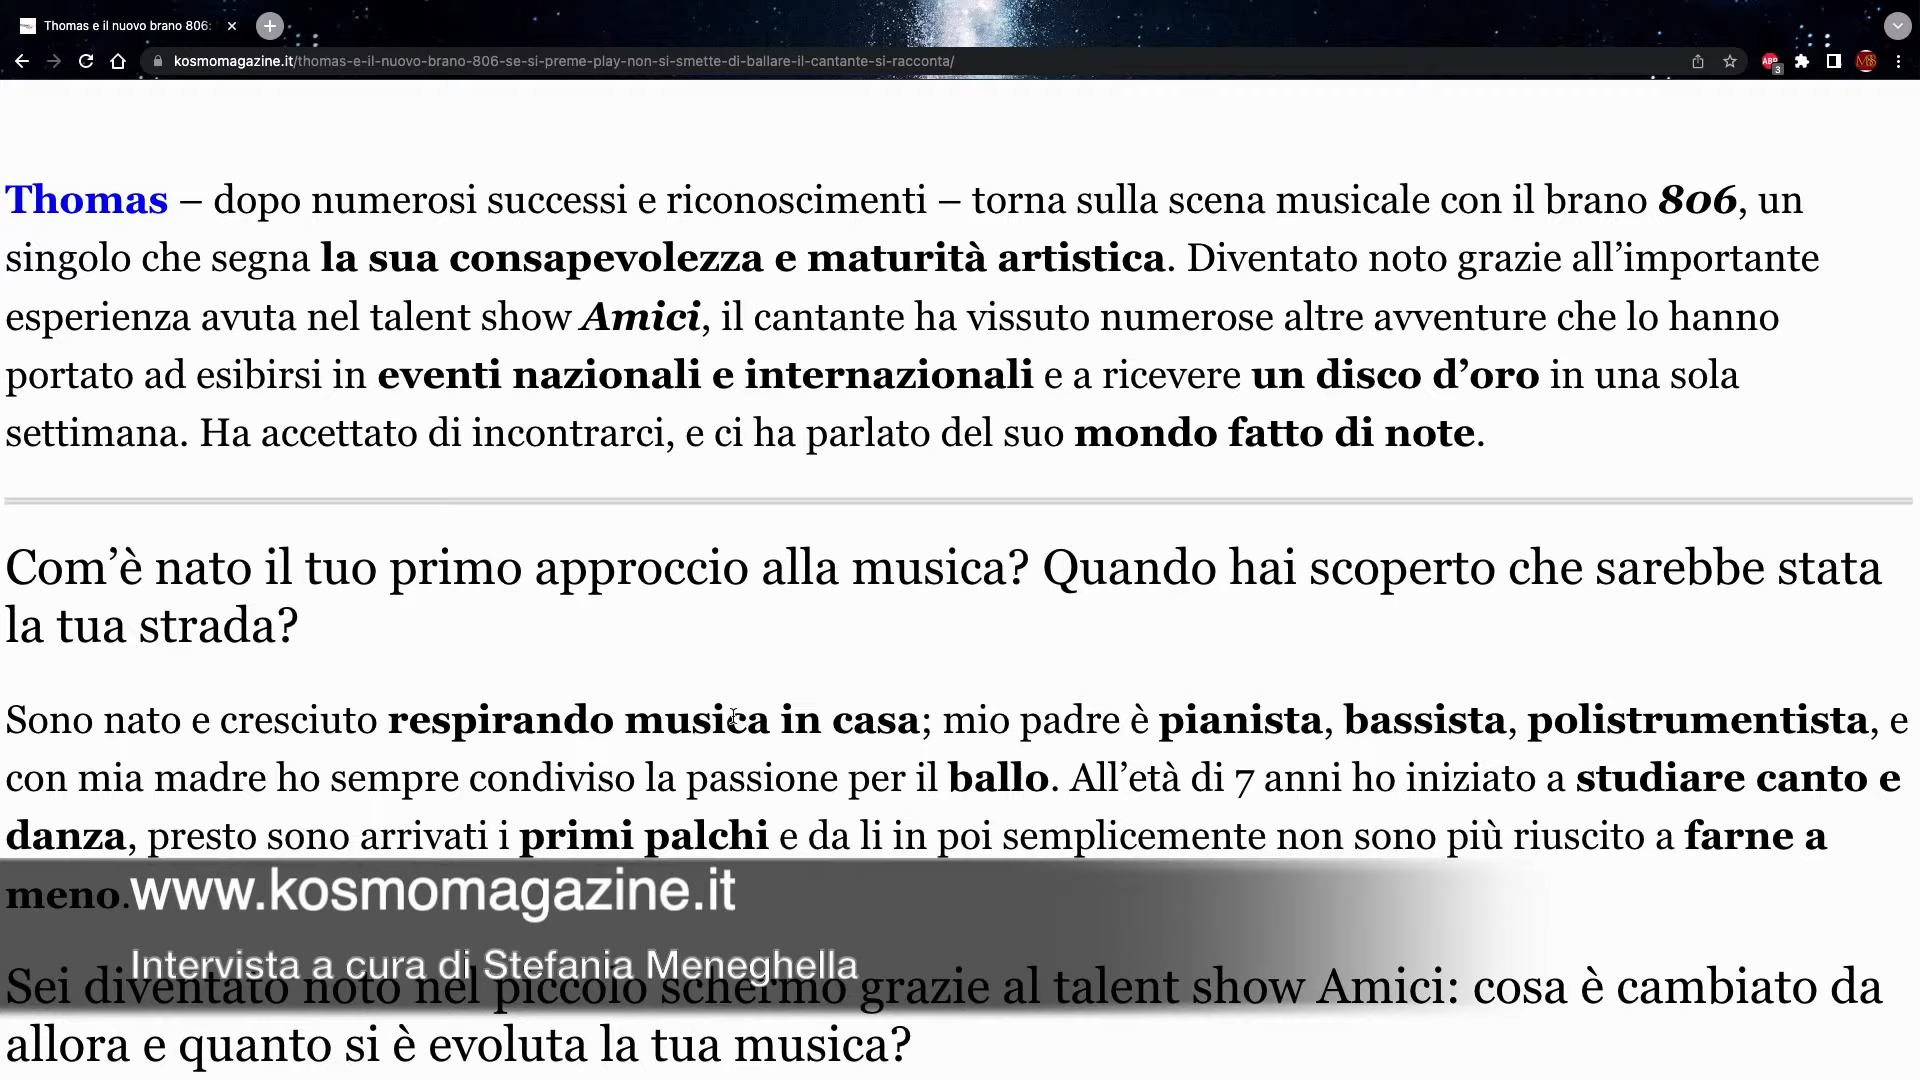 Thomas e il nuovo brano 806:
kosmomagazine.it/thomas-e-il-nuovo-brano-806-se-si-preme-play-non-si-smette-di-ballare-il-cantante-si-racconta/
ABP
3
Thomas – dopo numerosi successi e riconoscimenti – torna sulla scena musicale con il brano 806, un
singolo che segna la sua consapevolezza e maturità artistica. Diventato noto grazie all’importante
esperienza avuta nel talent show Amici, il cantante ha vissuto numerose altre avventure che lo hanno
portato ad esibirsi in eventi nazionali e internazionali e a ricevere un disco d’oro in una sola
settimana. Ha accettato di incontrarci, e ci ha parlato del suo mondo fatto di note.
Com’è nato il tuo primo approccio alla musica? Quando hai scoperto che sarebbe stata
la tua strada?
Sono nato e cresciuto respirando musica in casa; mio padre è pianista, bassista, polistrumentista, e
con mia madre ho sempre condiviso la passione per il ballo. All’età di 7 anni ho iniziato a studiare canto e
danza, presto sono arrivati i primi palchi e da li in poi semplicemente non sono più riuscito a farne a
meno.
www.kosmomagazine.it
Intervista a cura di Stefania Meneghella
Sei diventato noto nel piccolo schermo grazie al talent show Amici: cosa è cambiato da
allora e quanto si è evoluta la tua musica?